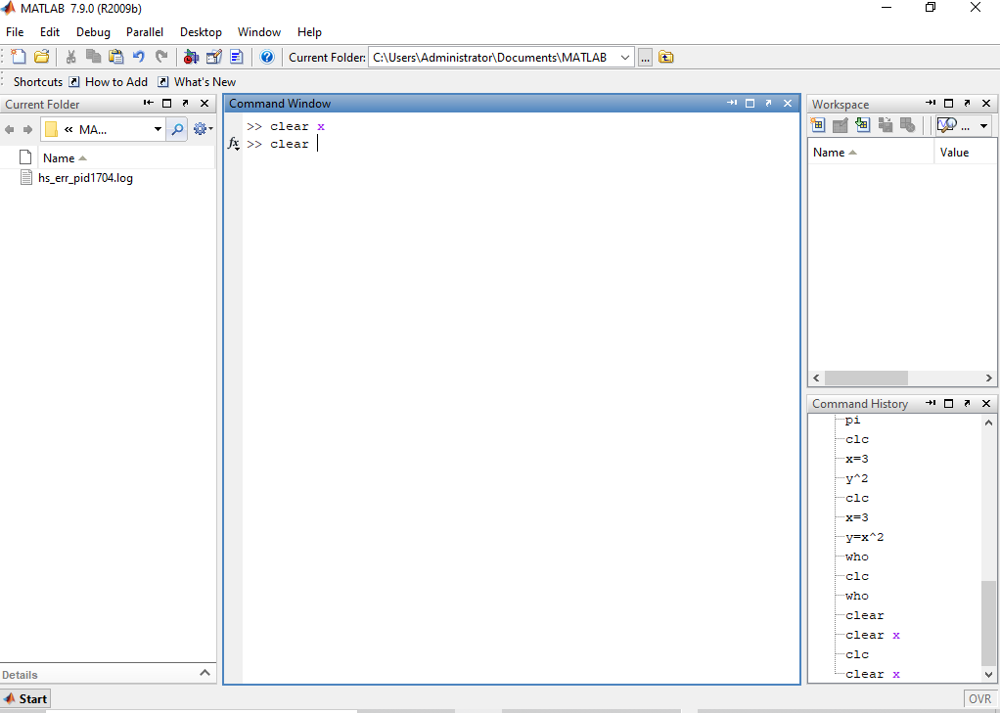 MATLAB 7.9.0 (R2009b)
File Edit Debug Parallel Desktop Window Help
Current Folder: C:\Users\Administrator\Documents\MATLAB ...
Shortcuts How to Add What's New
Current Folder
« MA...
Name
hs_err_pid1704.log
Details
Command Window
>> clear x
fx >> clear
Workspace
...
Name Value
Command History
pi
clc
x=3
y^2
clc
x=3
y=x^2
who
clc
who
clear
clear x
clc
clear x
Start
OVR